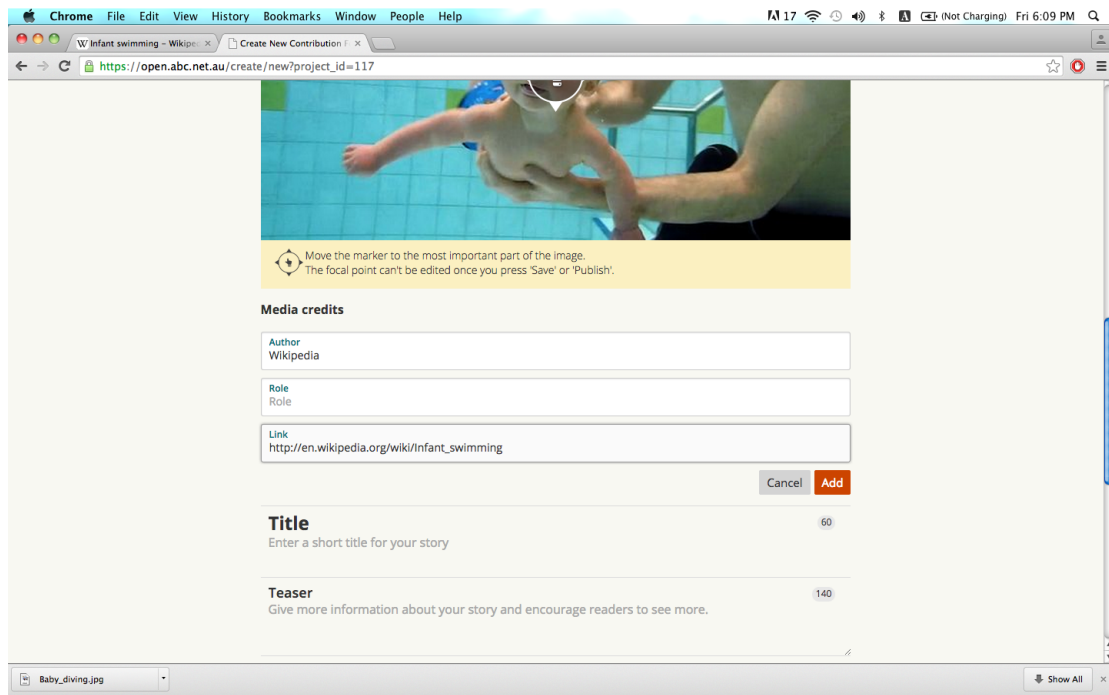 Chrome File Edit View History Bookmarks Window People Help 17 (Not Charging) Fri 6:09 PM
Infant swimming – Wikipe Create New Contribution F
https://open.abc.net.au/create/new?project_id=117
Move the marker to the most important part of the image.
The focal point can't be edited once you press 'Save' or 'Publish'.
Media credits
Author
Wikipedia
Role
Role
Link
http://en.wikipedia.org/wiki/Infant_swimming
Cancel Add
Title 60
Enter a short title for your story
Teaser 140
Give more information about your story and encourage readers to see more.
Baby_diving.jpg Show All